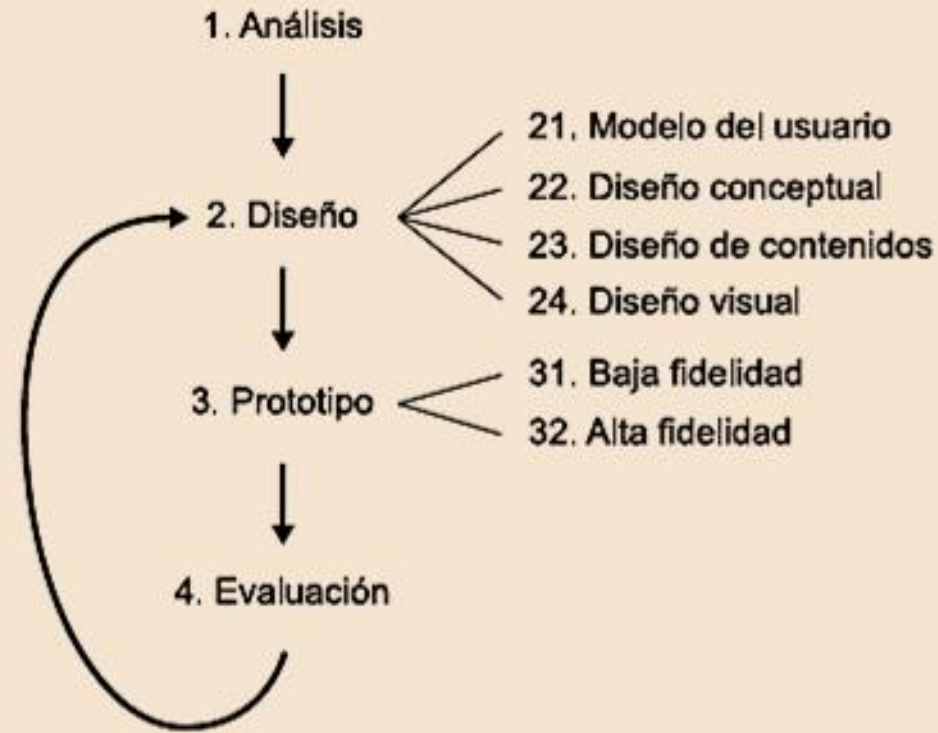 1. Análisis
21. Modelo del usuario
22. Diseño conceptual
2. Diseño
23. Diseño de contenidos
24. Diseño visual
31. Baja fidelidad
3. Prototipo
32. Alta fidelidad
4. Evaluación